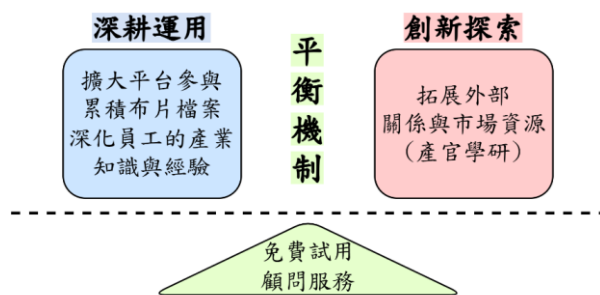 深耕運用
擴大平台參與
累積布片檔案
深化員工的產業
知識與經驗
平衡機制
創新探索
拓展外部
關係與市場資源
（產官學研）
免費試用
顧問服務